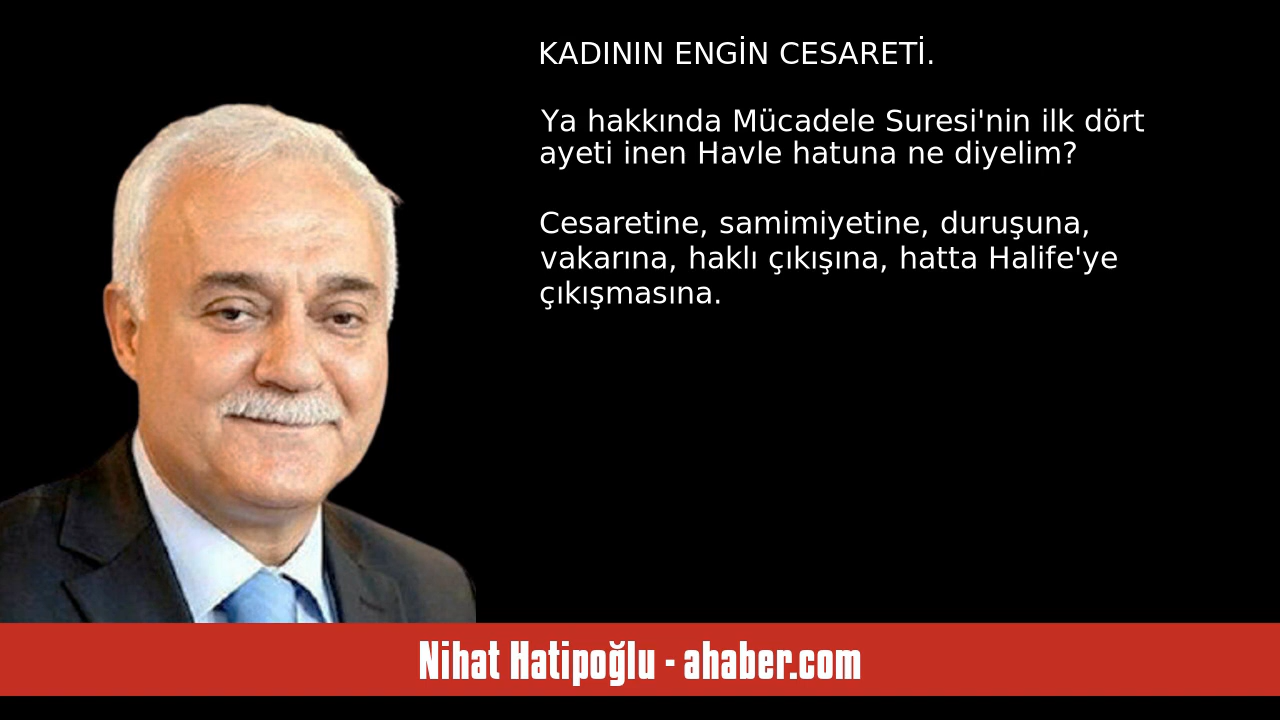 KADININ ENGİN CESARETİ.
Ya hakkında Mücadele Suresi'nin ilk dört
ayeti inen Havle hatuna ne diyelim?
Cesaretine, samimiyetine, duruşuna,
vakarına, haklı çıkışına, hatta Halife'ye
çıkışmasına.
Nihat Hatipoğlu - ahaber.com